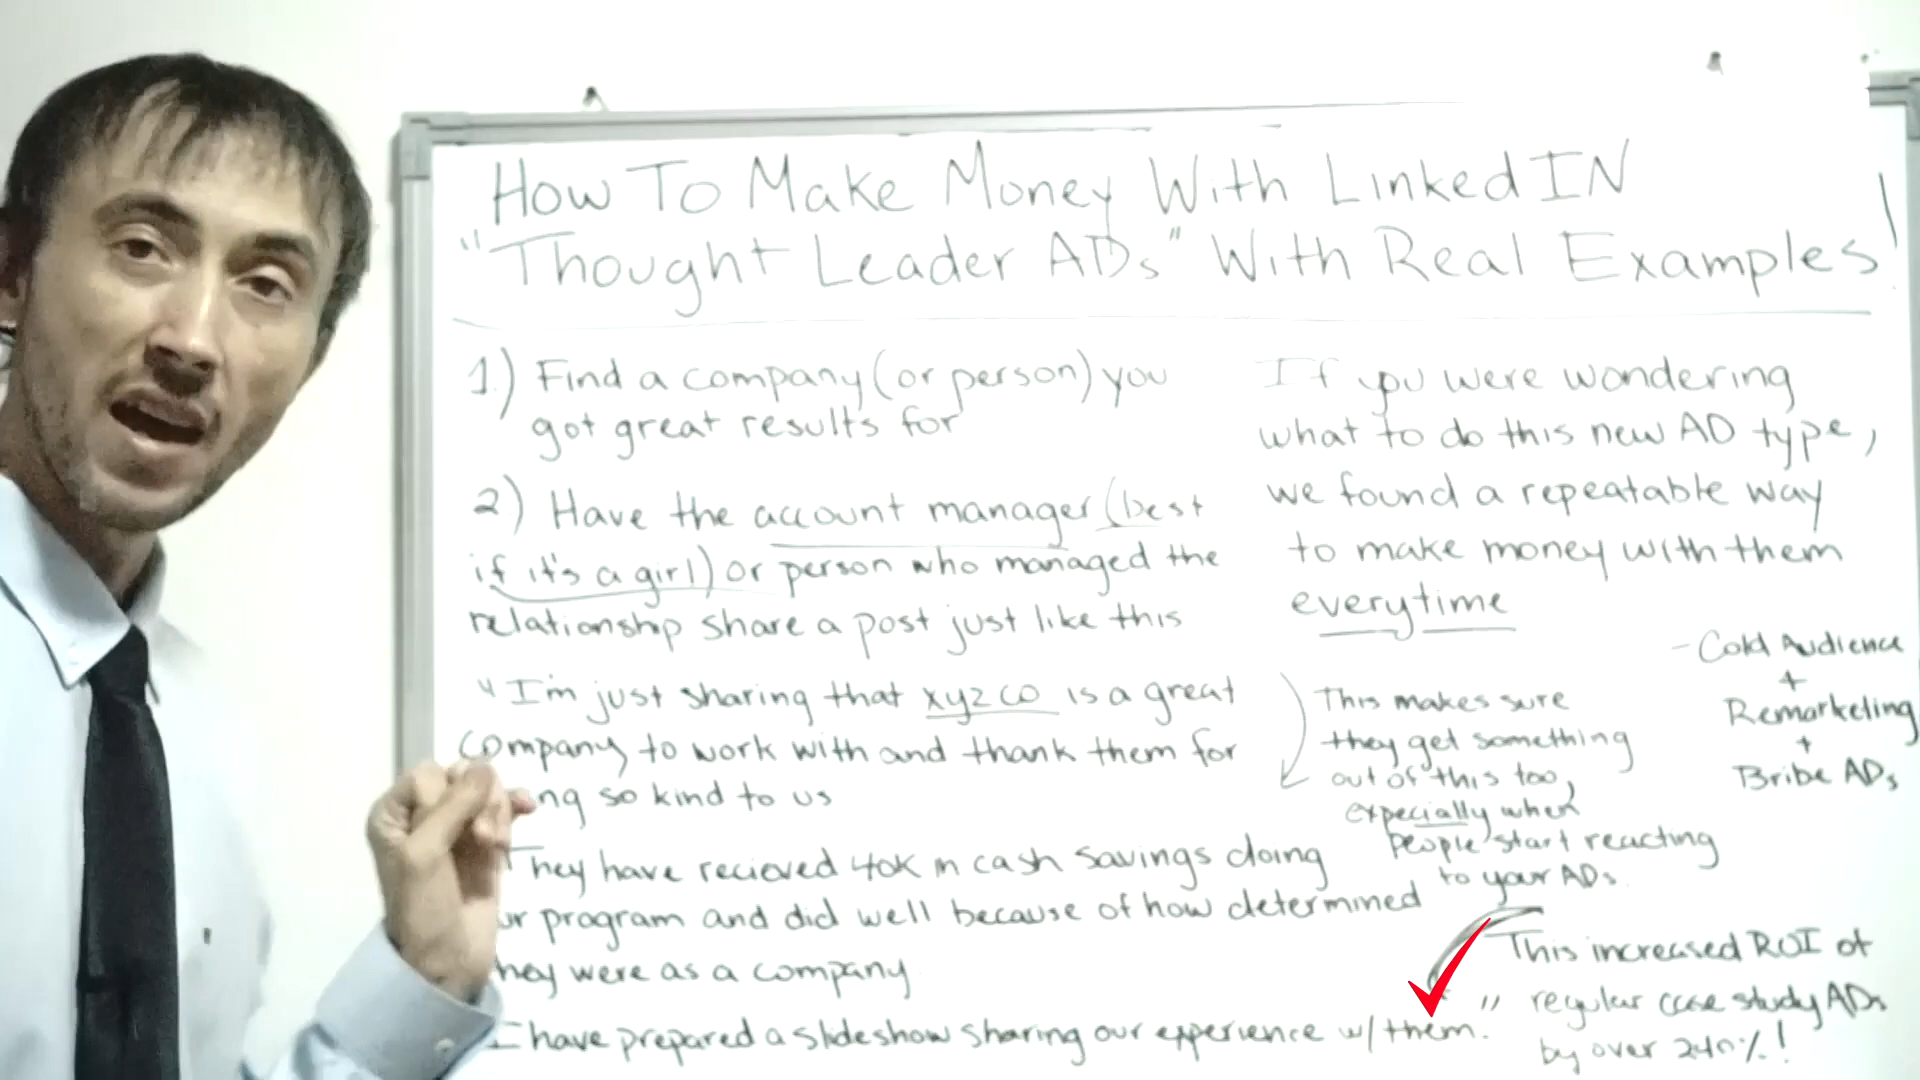 How To Make Money With LinkedIN
"Thought Leader ADs" With Real Examples!
1.) Find a company (or person) you
got great results for
2) Have the account manager (best
if it's a girl) or person who managed the
relationship share a post just like this
"I'm just sharing that xyz co is a great
company to work with and thank them for
ng so kind to us
They have recieved 40k in cash savings doing
ur program and did well because of how determined
hey were as a company
I have prepared a slideshow sharing our experience w/ them."
If you were wondering
what to do this new AD type,
we found a repeatable way
to make money with them
everytime
- Cold Audience
+
Remarketing
+
Bribe ADs
This makes sure
they get something
out of this too,
expecially when
people start reacting
to your ADs.
This increased ROI of
regular case study ADs
by over 240%!